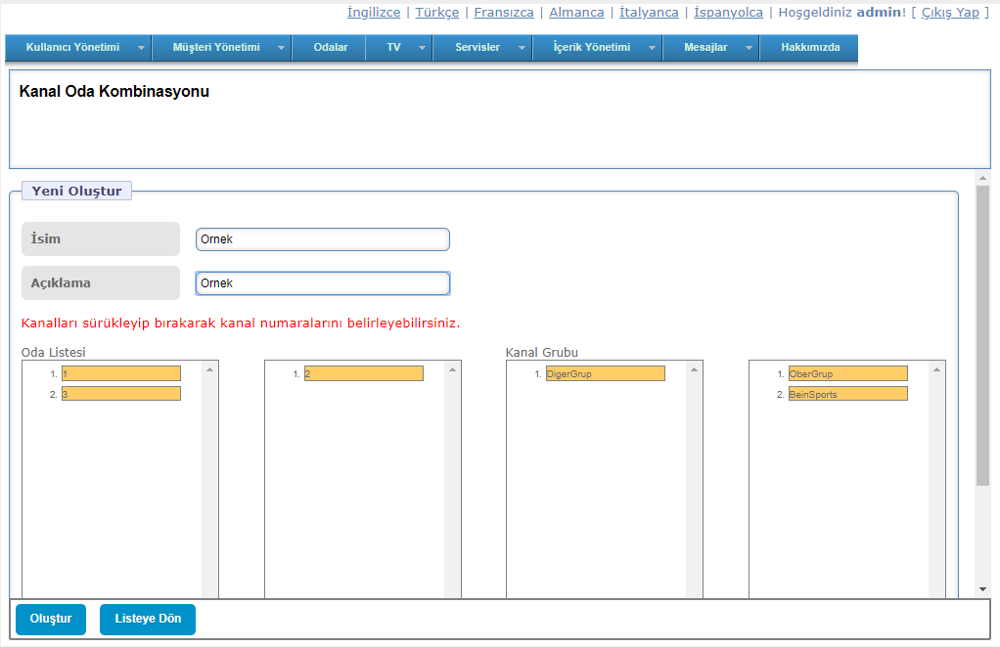 İngilizce | Türkçe | Fransızca | Almanca | İtalyanca | İspanyolca | Hoşgeldiniz admin! [ Çıkış Yap ]
Kullanıcı Yönetimi Müşteri Yönetimi Odalar TV Servisler İçerik Yönetimi Mesajlar Hakkımızda
Kanal Oda Kombinasyonu
Yeni Oluştur
İsim Ornek
Açıklama Ornek
Kanalları sürükleyip bırakarak kanal numaralarını belirleyebilirsiniz.
Oda Listesi Kanal Grubu
1. 1 1. 2 1. DigerGrup 1. OberGrup
2. 3 2. BeinSports
Oluştur Listeye Dön